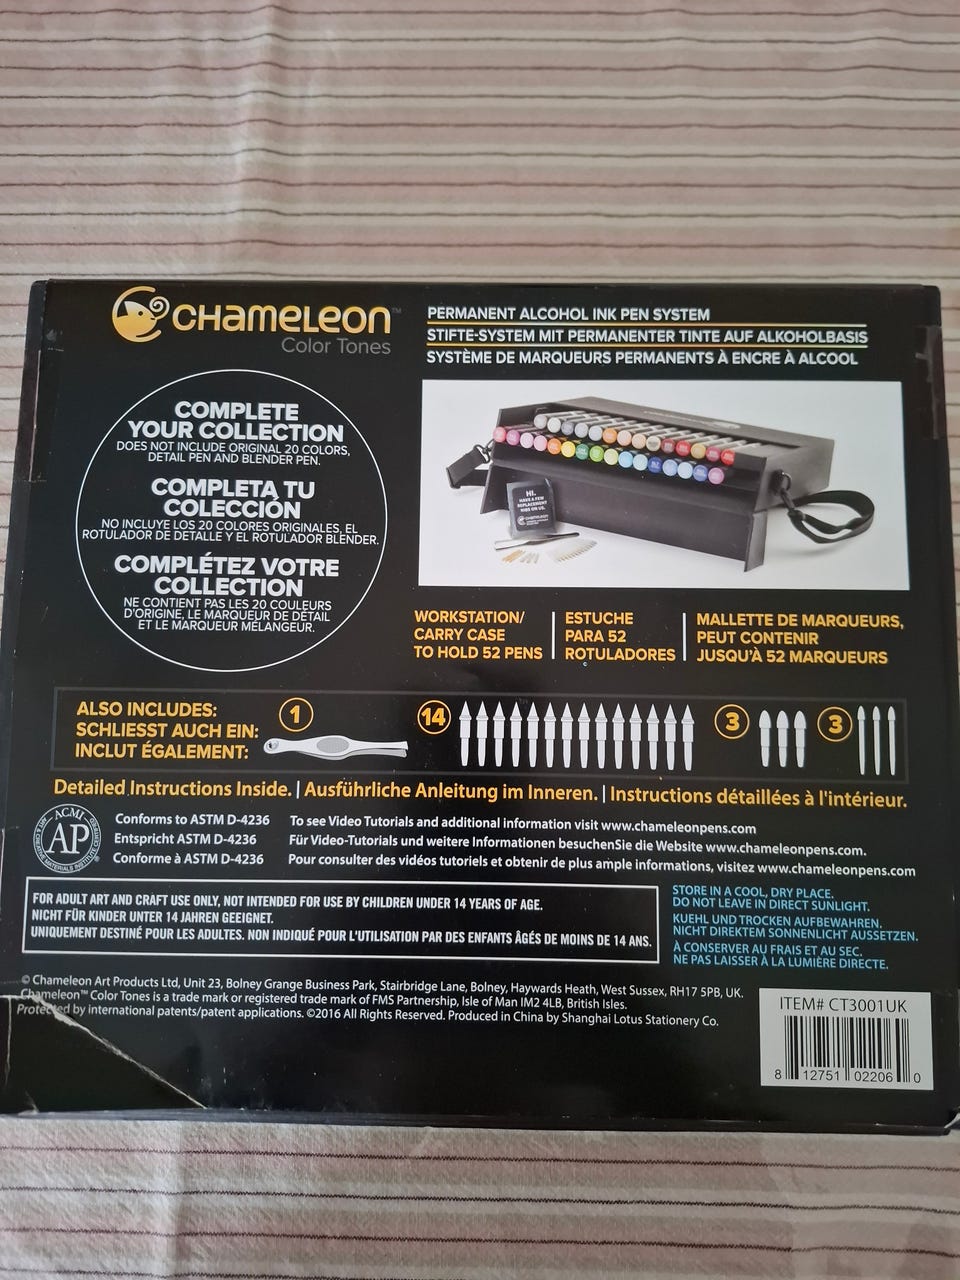 CHAMELEON™
Color Tones
PERMANENT ALCOHOL INK PEN SYSTEM
STIFTE-SYSTEM MIT PERMANENTER TINTE AUF ALKOHOLBASIS
SYSTÈME DE MARQUEURS PERMANENTS À ENCRE À ALCOOL
COMPLETE
YOUR COLLECTION
DOES NOT INCLUDE ORIGINAL 20 COLORS,
DETAIL PEN AND BLENDER PEN.
COMPLETA TU
COLECCIÓN
NO INCLUYE LOS 20 COLORES ORIGINALES, EL
ROTULADOR DE DETALLE Y EL ROTULADOR BLENDER.
COMPLÉTEZ VOTRE
COLLECTION
NE CONTIENT PAS LES 20 COULEURS
D'ORIGINE, LE MARQUEUR DE DÉTAIL
ET LE MARQUEUR MÉLANGEUR.
HI.
HAVE A FEW
REPLACEMENT
NIBS ON US.
CHAMELEON
WORKSTATION/
CARRY CASE
TO HOLD 52 PENS
ESTUCHE
PARA 52
ROTULADORES
MALLETTE DE MARQUEURS,
PEUT CONTENIR
JUSQU'À 52 MARQUEURS
ALSO INCLUDES:
SCHLIESST AUCH EIN:
INCLUT ÉGALEMENT:
1
14
3
3
Detailed Instructions Inside. | Ausführliche Anleitung im Inneren. | Instructions détaillées à l'intérieur.
ACMI
AP
ART & CREATIVE MATERIALS INSTITUTE CERTIFIED
®
Conforms to ASTM D-4236
Entspricht ASTM D-4236
Conforme à ASTM D-4236
To see Video Tutorials and additional information visit www.chameleonpens.com
Für Video-Tutorials und weitere Informationen besuchenSie die Website www.chameleonpens.com.
Pour consulter des vidéos tutoriels et obtenir de plus ample informations, visitez www.chameleonpens.com
FOR ADULT ART AND CRAFT USE ONLY, NOT INTENDED FOR USE BY CHILDREN UNDER 14 YEARS OF AGE.
NICHT FÜR KINDER UNTER 14 JAHREN GEEIGNET.
UNIQUEMENT DESTINÉ POUR LES ADULTES. NON INDIQUÉ POUR L'UTILISATION PAR DES ENFANTS ÂGÉS DE MOINS DE 14 ANS.
STORE IN A COOL, DRY PLACE.
DO NOT LEAVE IN DIRECT SUNLIGHT.
KUEHL UND TROCKEN AUFBEWAHREN.
NICHT DIREKTEM SONNENLICHT AUSSETZEN.
À CONSERVER AU FRAIS ET AU SEC.
NE PAS LAISSER À LA LUMIÈRE DIRECTE.
© Chameleon Art Products Ltd, Unit 23, Bolney Grange Business Park, Stairbridge Lane, Bolney, Haywards Heath, West Sussex, RH17 5PB, UK.
Chameleon™ Color Tones is a trade mark or registered trade mark of FMS Partnership, Isle of Man IM2 4LB, British Isles.
Protected by international patents/patent applications. ©2016 All Rights Reserved. Produced in China by Shanghai Lotus Stationery Co.
ITEM# CT3001UK
8 12751 02206 0